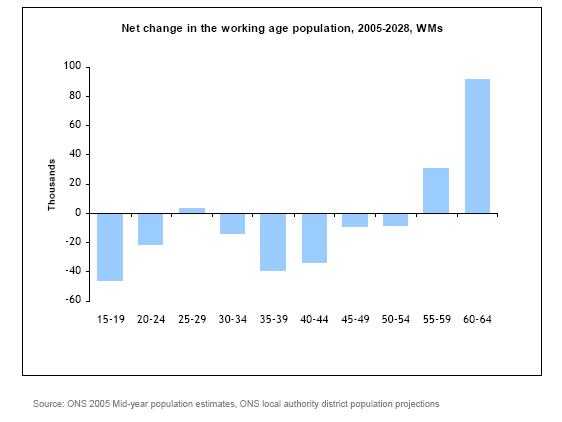 Net change in the working age population, 2005-2028, WMs
Thousands
100
80
60
40
20
0
-20
-40
-60
15-19 20-24 25-29 30-34 35-39 40-44 45-49 50-54 55-59 60-64
Source: ONS 2005 Mid-year population estimates, ONS local authority district population projections